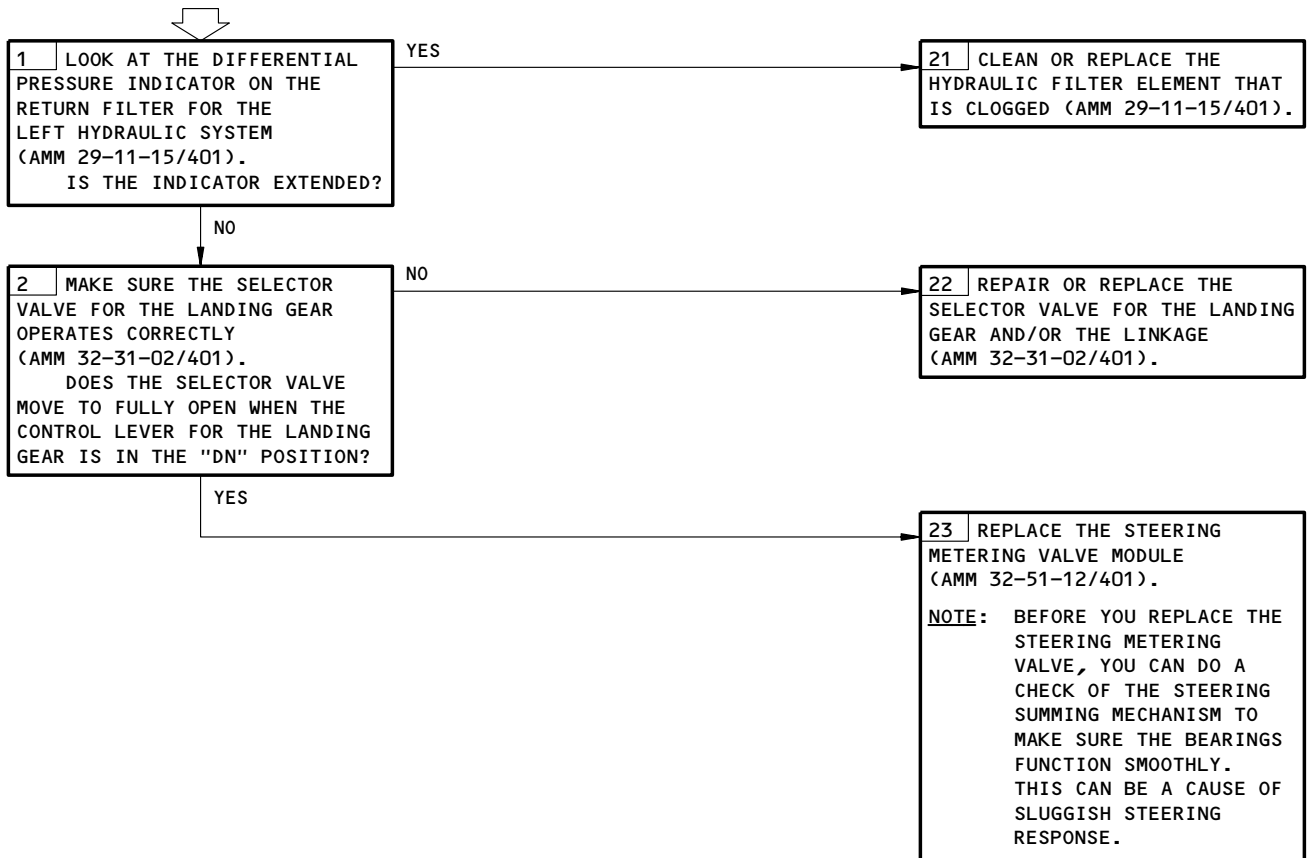 1 LOOK AT THE DIFFERENTIAL
PRESSURE INDICATOR ON THE
RETURN FILTER FOR THE
LEFT HYDRAULIC SYSTEM
(AMM 29-11-15/401).
IS THE INDICATOR EXTENDED?
YES
21 CLEAN OR REPLACE THE
HYDRAULIC FILTER ELEMENT THAT
IS CLOGGED (AMM 29-11-15/401).
NO
2 MAKE SURE THE SELECTOR
VALVE FOR THE LANDING GEAR
OPERATES CORRECTLY
(AMM 32-31-02/401).
DOES THE SELECTOR VALVE
MOVE TO FULLY OPEN WHEN THE
CONTROL LEVER FOR THE LANDING
GEAR IS IN THE "DN" POSITION?
NO
22 REPAIR OR REPLACE THE
SELECTOR VALVE FOR THE LANDING
GEAR AND/OR THE LINKAGE
(AMM 32-31-02/401).
YES
23 REPLACE THE STEERING
METERING VALVE MODULE
(AMM 32-51-12/401).
NOTE: BEFORE YOU REPLACE THE
STEERING METERING
VALVE, YOU CAN DO A
CHECK OF THE STEERING
SUMMING MECHANISM TO
MAKE SURE THE BEARINGS
FUNCTION SMOOTHLY.
THIS CAN BE A CAUSE OF
SLUGGISH STEERING
RESPONSE.